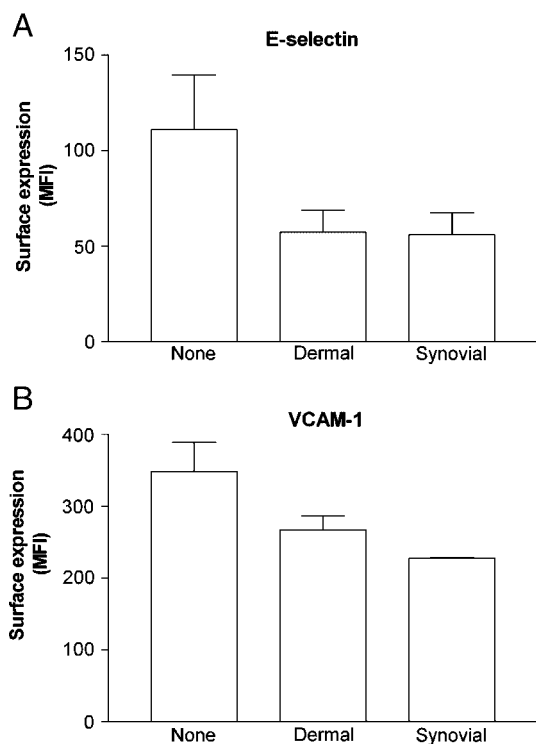 A
E-selectin
150
100
50
0
Surface expression
(MFI)
None Dermal Synovial
B
VCAM-1
400
300
200
100
0
Surface expression
(MFI)
None Dermal Synovial